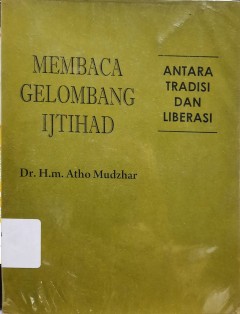 MEMBACA
GELOMBANG
IJTIHAD
ANTARA
TRADISI
DAN
LIBERASI
Dr. H.m. Atho Mudzhar